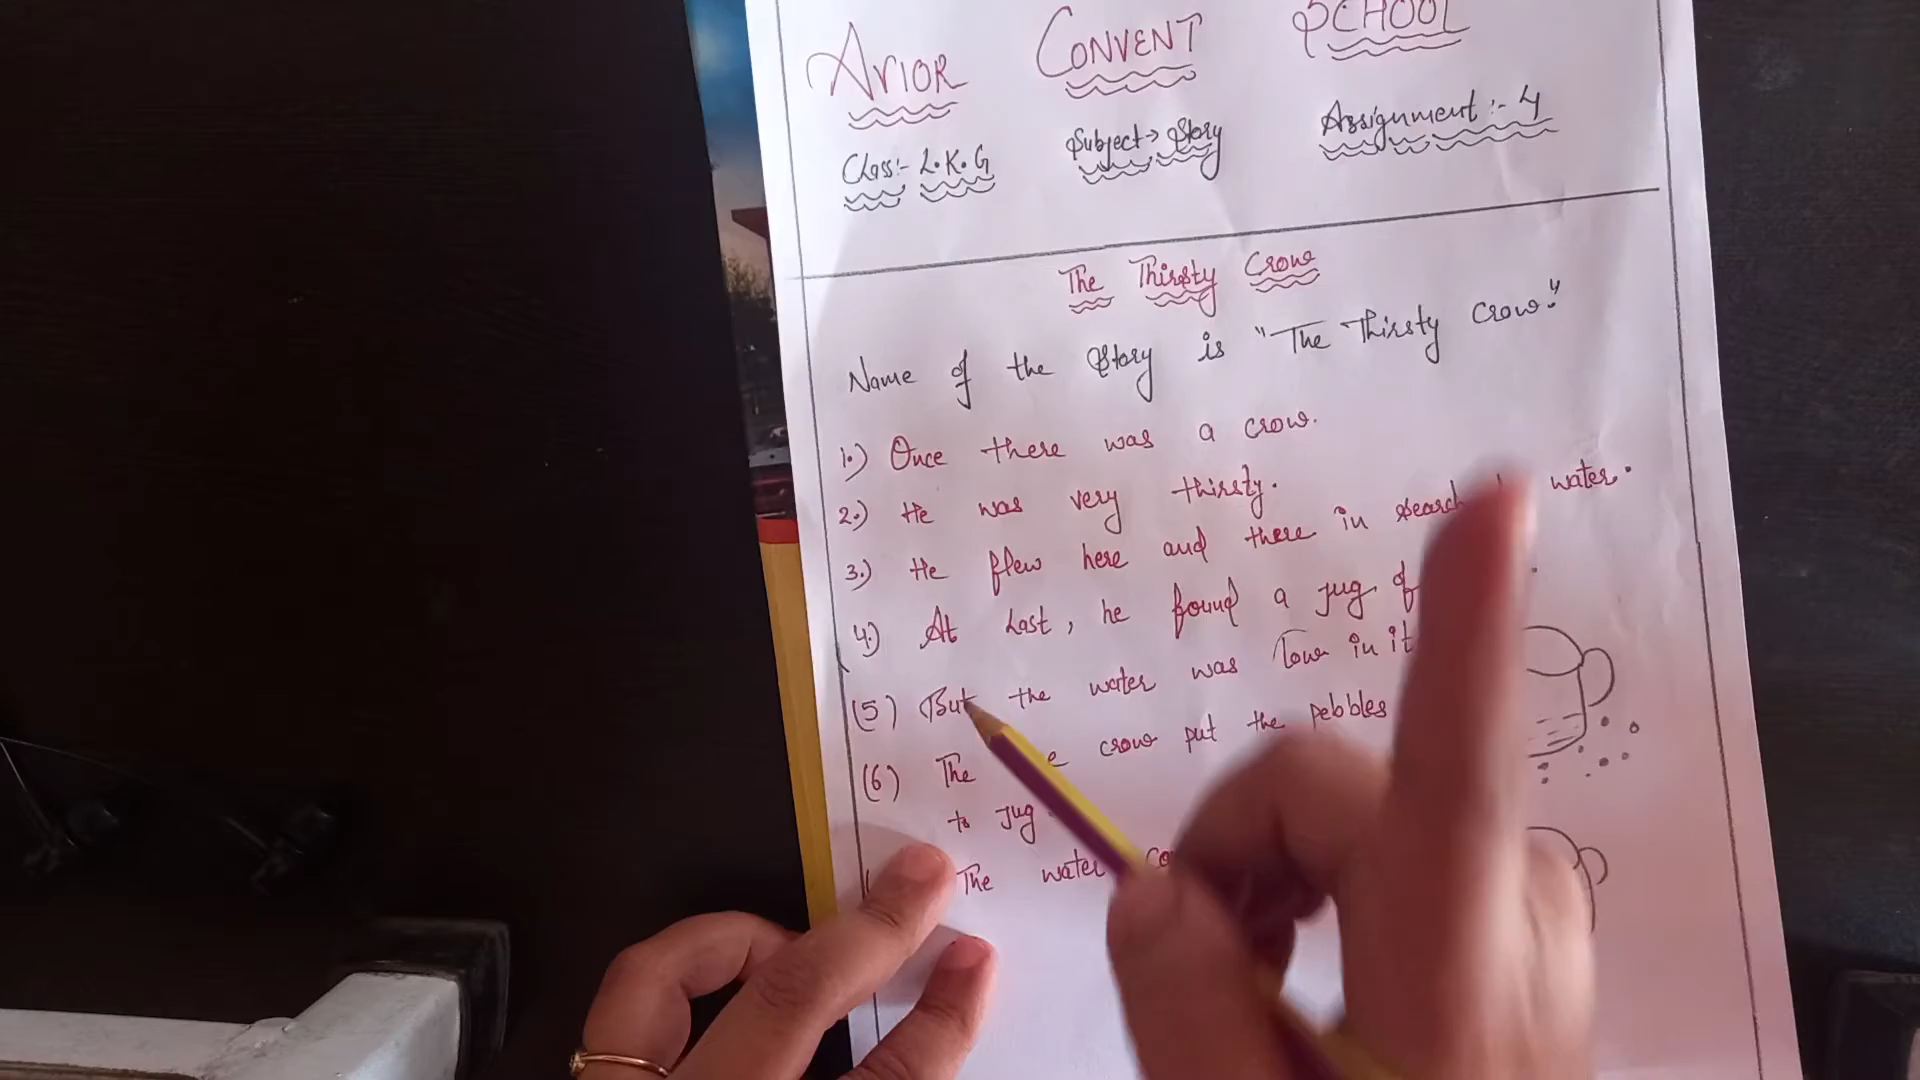 AVIOR CONVENT SCHOOL
Class:- L.K.G Subject→ Story Assignment:- 4
The Thirsty Crow
Name of the Story is "The Thirsty Crow."
1.) Once there was a crow.
2.) He was very thirsty.
3.) He flew here and there in search water.
4.) At Last, he found a jug of
(5) But the water was low in it
(6) The crow put the pebbles
to jug
The water